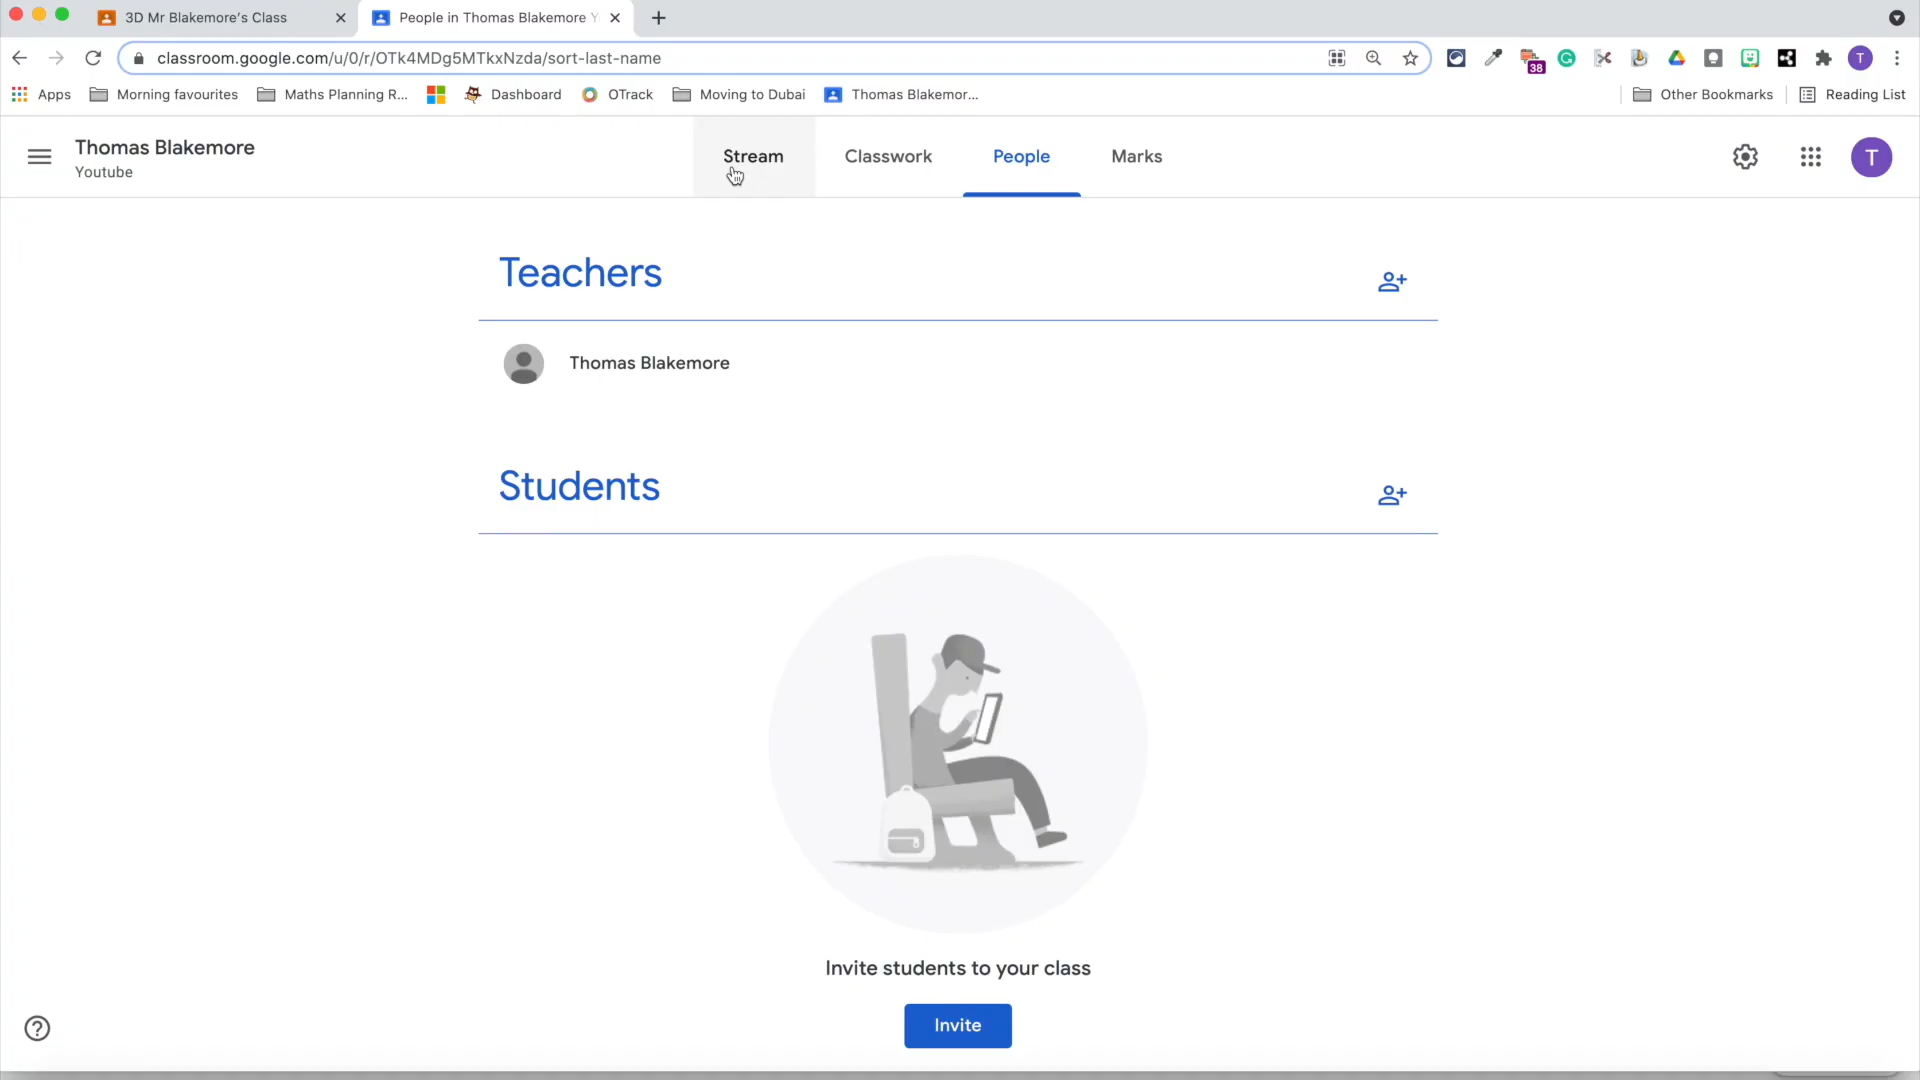 3D Mr Blakemore's Class
People in Thomas Blakemore Y
classroom.google.com/u/0/r/OTk4MDg5MTkxNzda/sort-last-name
38
T
Apps
Morning favourites
Maths Planning R...
Dashboard
OTrack
Moving to Dubai
Thomas Blakemor...
Other Bookmarks
Reading List
Thomas Blakemore
Youtube
Stream
Classwork
People
Marks
T
Teachers
Thomas Blakemore
Students
Invite students to your class
Invite